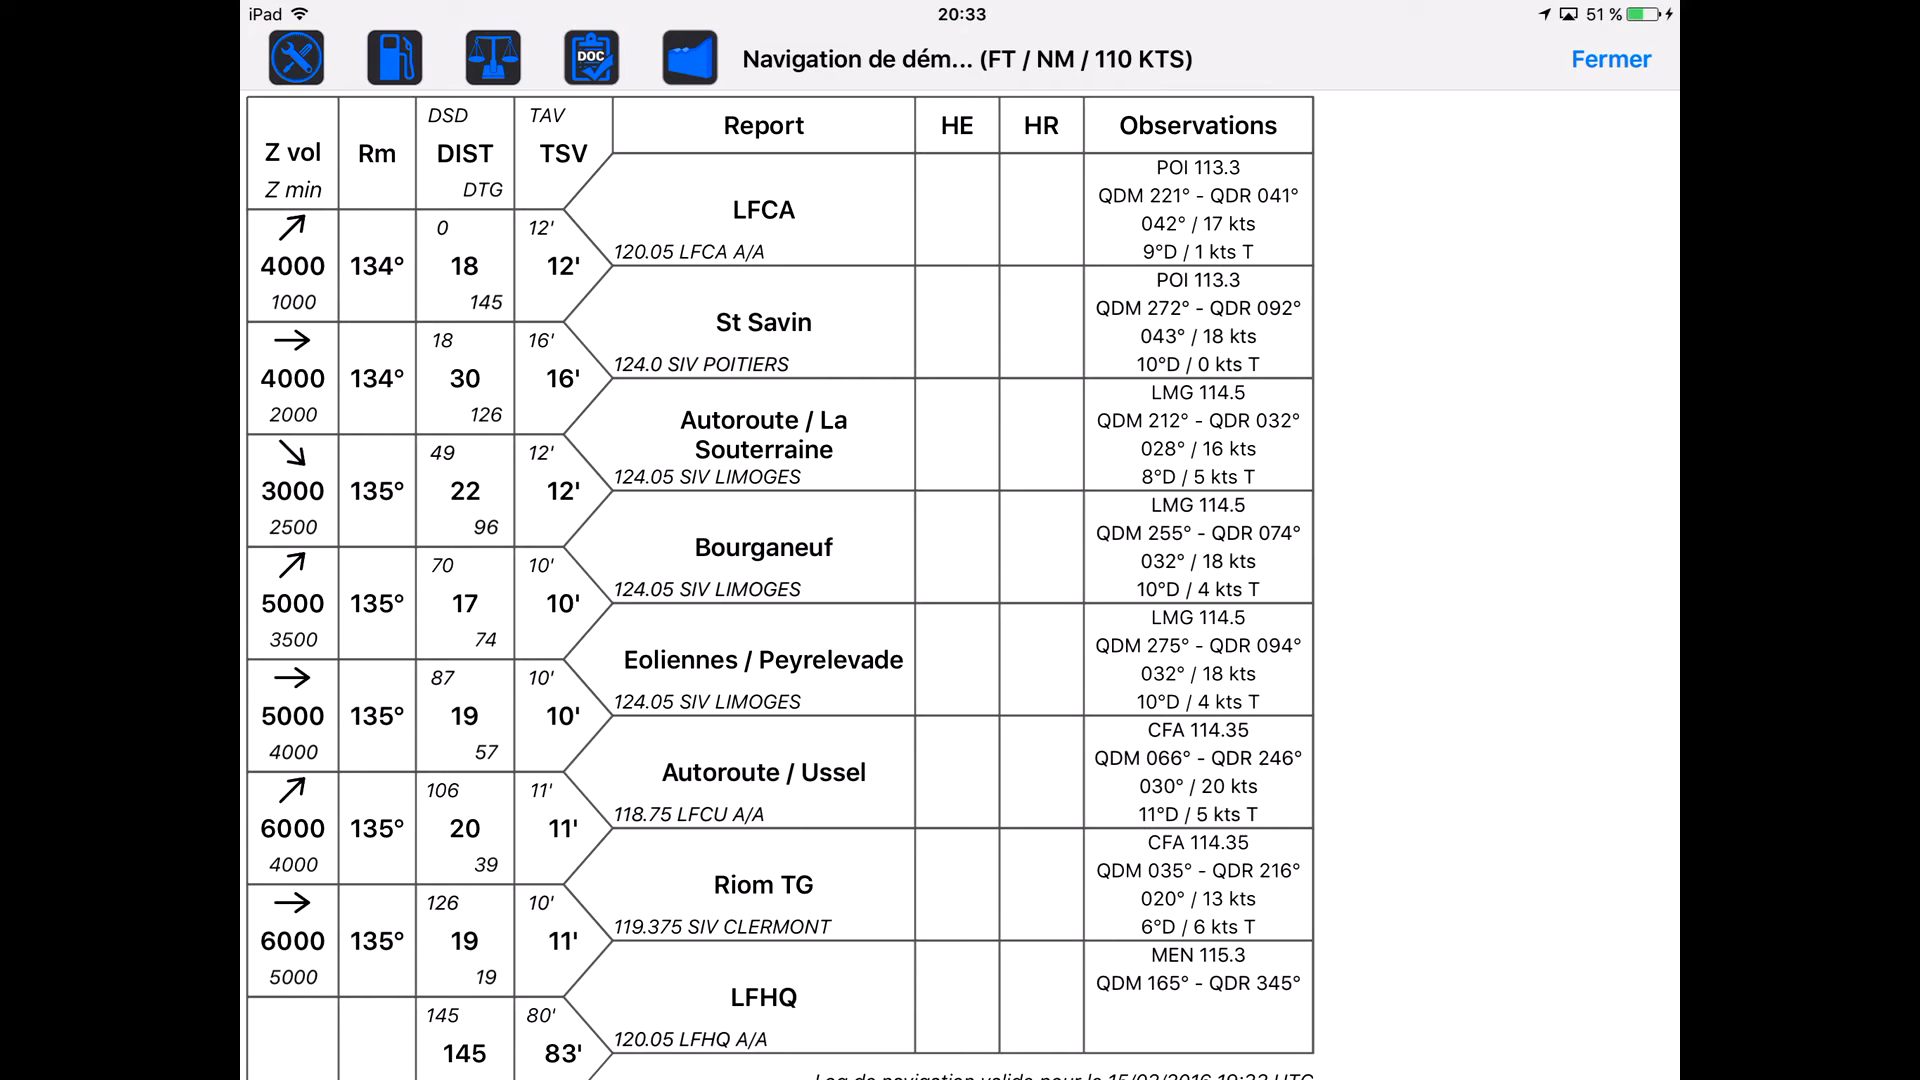 iPad
20:33
51 %
DOC
Navigation de dém... (FT / NM / 110 KTS)
Fermer
Z vol
Z min
Rm
DSD
DIST
DTG
TAV
TSV
Report
HE
HR
Observations
LFCA
120.05 LFCA A/A
POI 113.3
QDM 221° - QDR 041°
042° / 17 kts
9°D / 1 kts T
4000
1000
134°
0
18
145
12'
12'
St Savin
124.0 SIV POITIERS
POI 113.3
QDM 272° - QDR 092°
043° / 18 kts
10°D / 0 kts T
4000
2000
134°
18
30
126
16'
16'
Autoroute / La
Souterraine
124.05 SIV LIMOGES
LMG 114.5
QDM 212° - QDR 032°
028° / 16 kts
8°D / 5 kts T
3000
2500
135°
49
22
96
12'
12'
Bourganeuf
124.05 SIV LIMOGES
LMG 114.5
QDM 255° - QDR 074°
032° / 18 kts
10°D / 4 kts T
5000
3500
135°
70
17
74
10'
10'
Eoliennes / Peyrelevade
124.05 SIV LIMOGES
LMG 114.5
QDM 275° - QDR 094°
032° / 18 kts
10°D / 4 kts T
5000
4000
135°
87
19
57
10'
10'
Autoroute / Ussel
118.75 LFCU A/A
CFA 114.35
QDM 066° - QDR 246°
030° / 20 kts
11°D / 5 kts T
6000
4000
135°
106
20
39
11'
11'
Riom TG
119.375 SIV CLERMONT
CFA 114.35
QDM 035° - QDR 216°
020° / 13 kts
6°D / 6 kts T
6000
5000
135°
126
19
19
10'
11'
LFHQ
120.05 LFHQ A/A
MEN 115.3
QDM 165° - QDR 345°
145
145
80'
83'
Log de navigation valide pour le